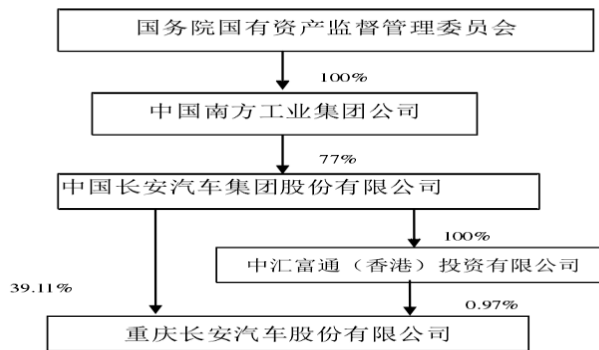 国务院国有资产监督管理委员会
100%
中国南方工业集团公司
77%
中国长安汽车集团股份有限公司
100%
中汇富通（香港）投资有限公司
39.11%
0.97%
重庆长安汽车股份有限公司